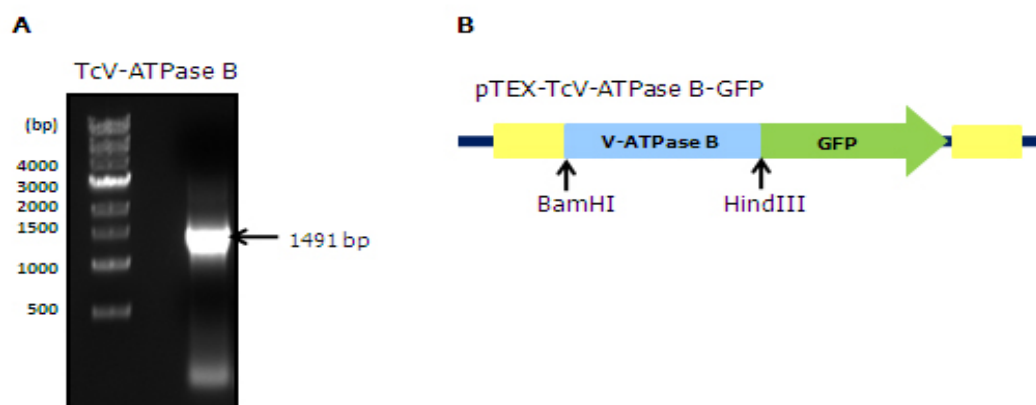 A
TcV-ATPase B
(bp)
4000
3000
2000
1500
1000
500
1491 bp
B
pTEX-TcV-ATPase B-GFP
V-ATPase B
GFP
BamHI
HindIII